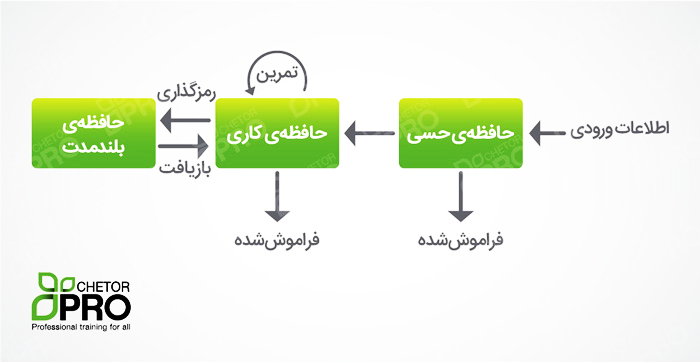 تمرین
اطلاعات ورودی
حافظه‌ی حسی
حافظه‌ی کاری
رمزگذاری
بازیافت
حافظه‌ی
بلندمدت
فراموش‌شده
فراموش‌شده
CHETOR
PRO
Professional training for all